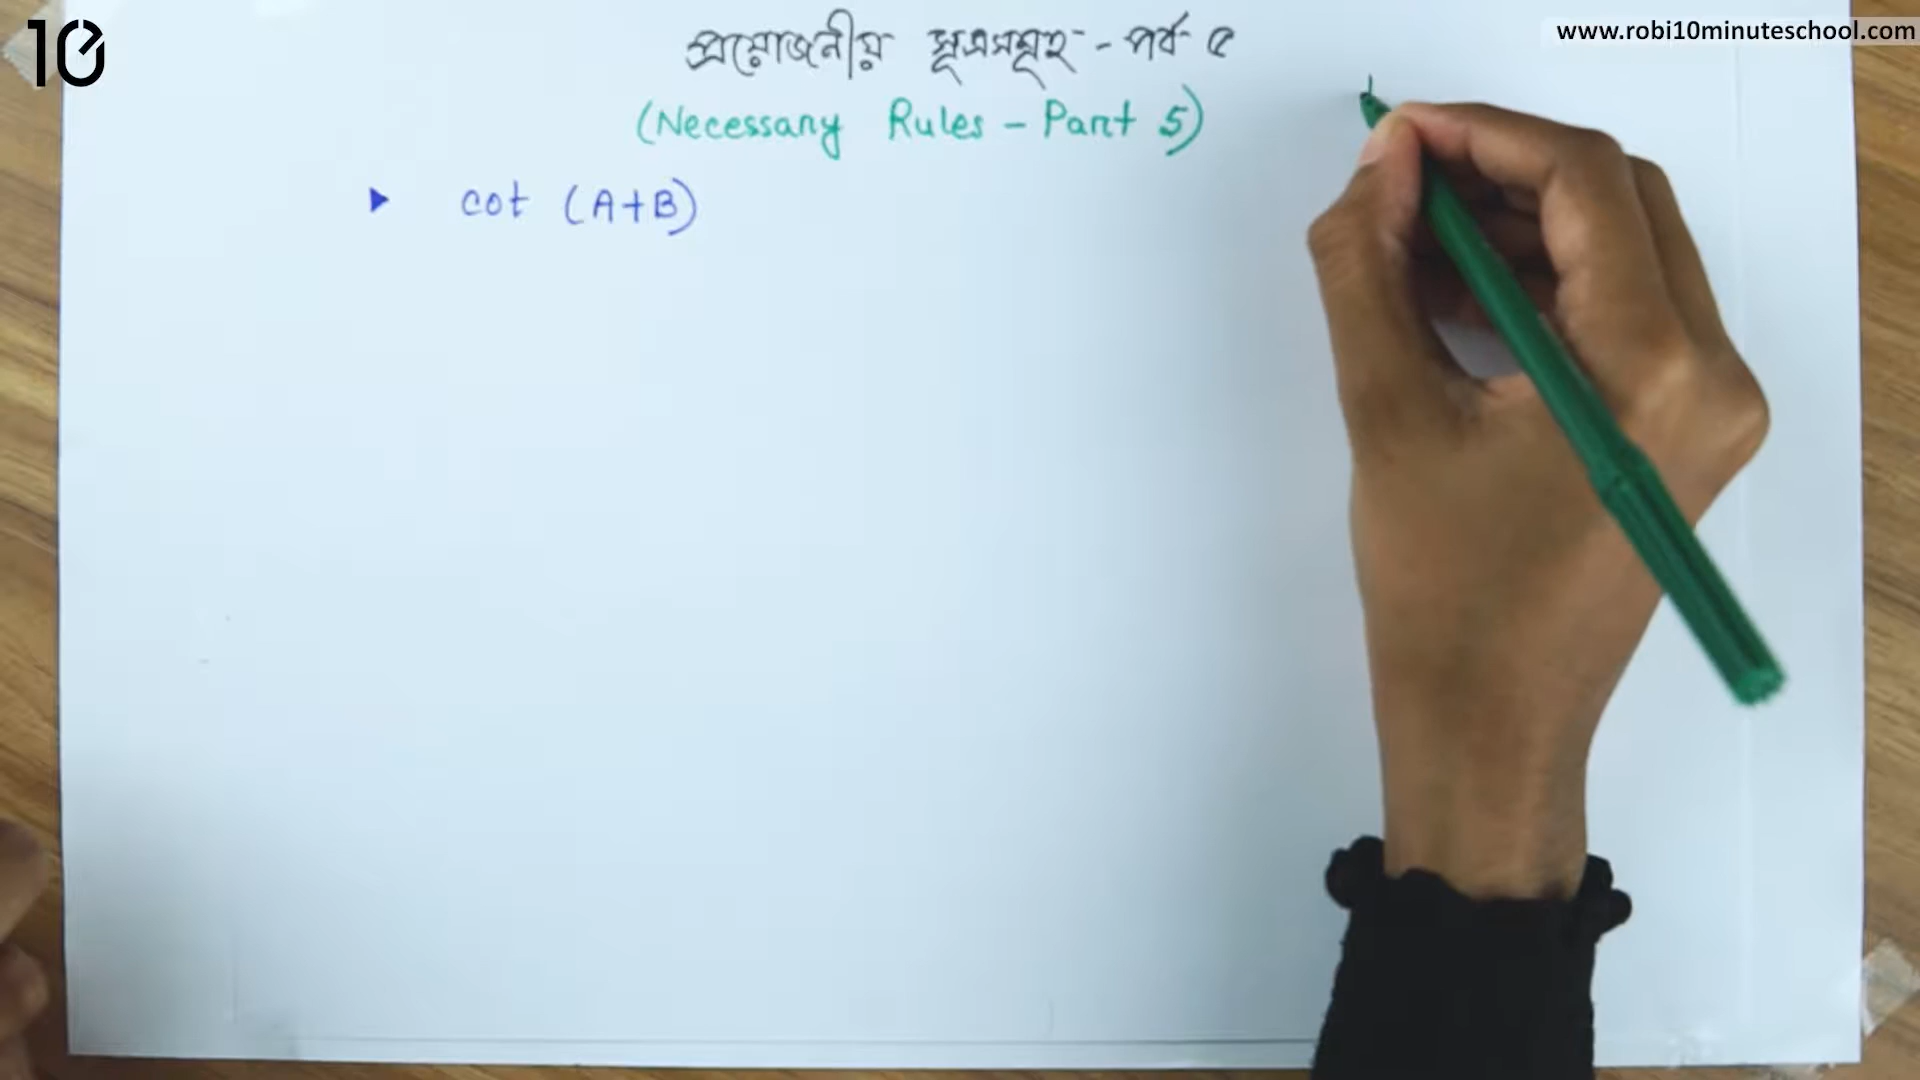 10
www.robi10minuteschool.com
প্রয়োজনীয় সূত্রসমূহ - পর্ব ৫
(Necessary Rules - Part 5)
▶ cot (A+B)